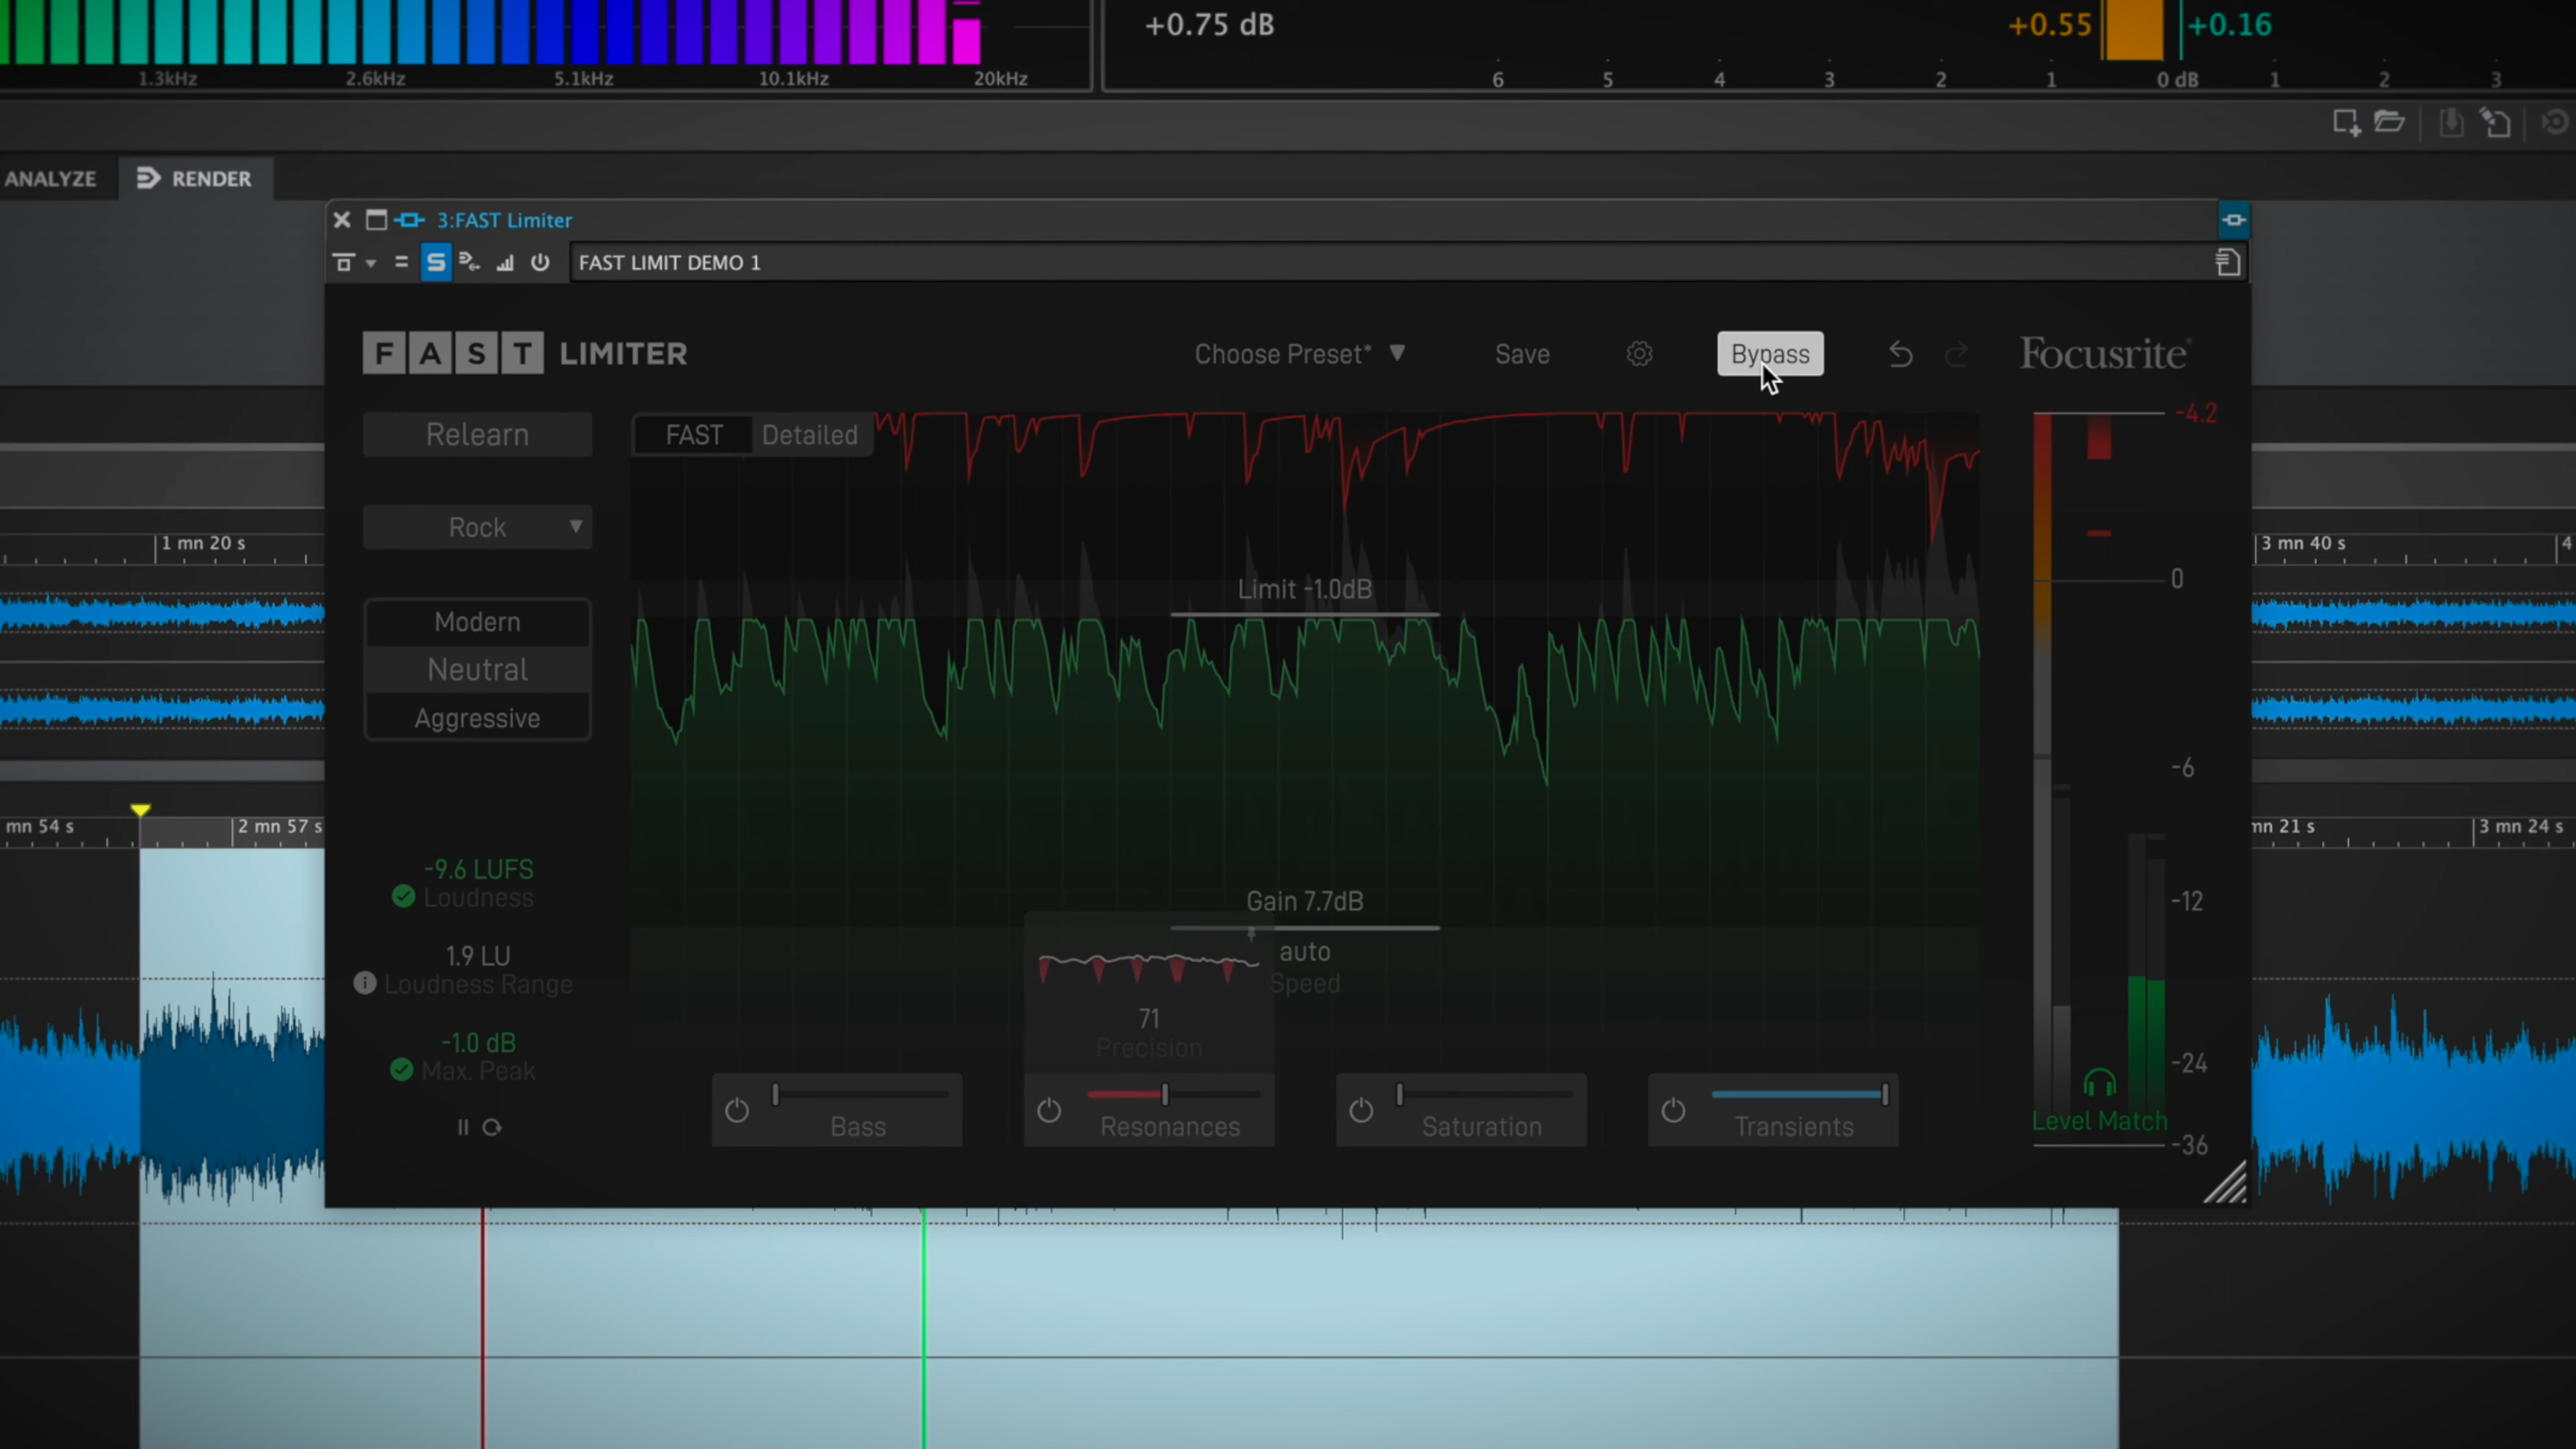 +0.75 dB
+0.55
+0.16
1.3kHz
2.6kHz
5.1kHz
10.1kHz
20kHz
6
5
4
3
2
1
0 dB
1
2
3
ANALYZE
RENDER
3:FAST Limiter
S
FAST LIMIT DEMO 1
FAST LIMITER
Choose Preset*
Save
Bypass
Focusrite
Relearn
FAST
Detailed
-4.2
Rock
1 mn 20 s
3 mn 40 s
4
Limit -1.0dB
0
Modern
Neutral
Aggressive
-6
mn 54 s
2 mn 57 s
mn 21 s
3 mn 24 s
-9.6 LUFS
Loudness
Gain 7.7dB
-12
1.9 LU
Loudness Range
auto
Speed
71
Precision
-1.0 dB
Max. Peak
-24
Bass
Resonances
Saturation
Transients
Level Match
-36